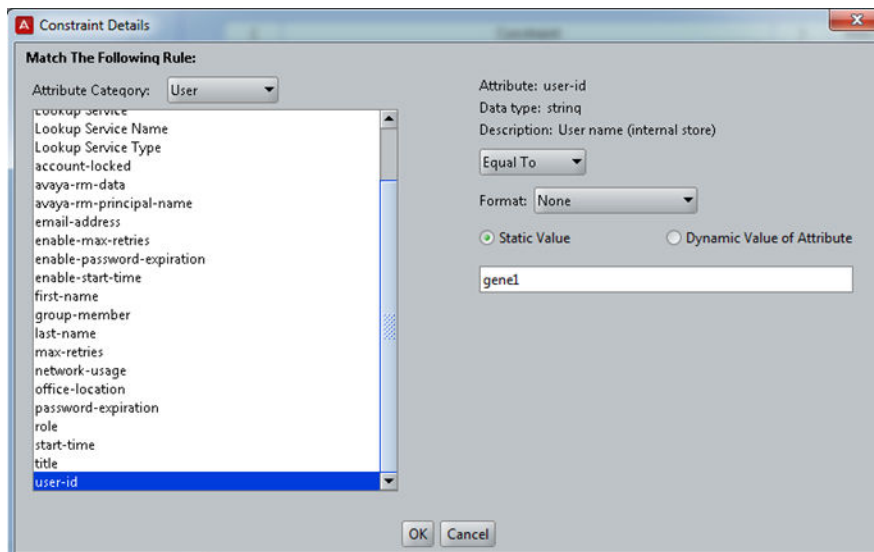 A Constraint Details
Match The Following Rule:
Attribute Category: User
Lookup Service
Lookup Service Name
Lookup Service Type
account-locked
avaya-rm-data
avaya-rm-principal-name
email-address
enable-max-retries
enable-password-expiration
enable-start-time
first-name
group-member
last-name
max-retries
network-usage
office-location
password-expiration
role
start-time
title
user-id
Attribute: user-id
Data type: string
Description: User name (internal store)
Equal To
Format: None
Static Value
Dynamic Value of Attribute
gene1
OK
Cancel